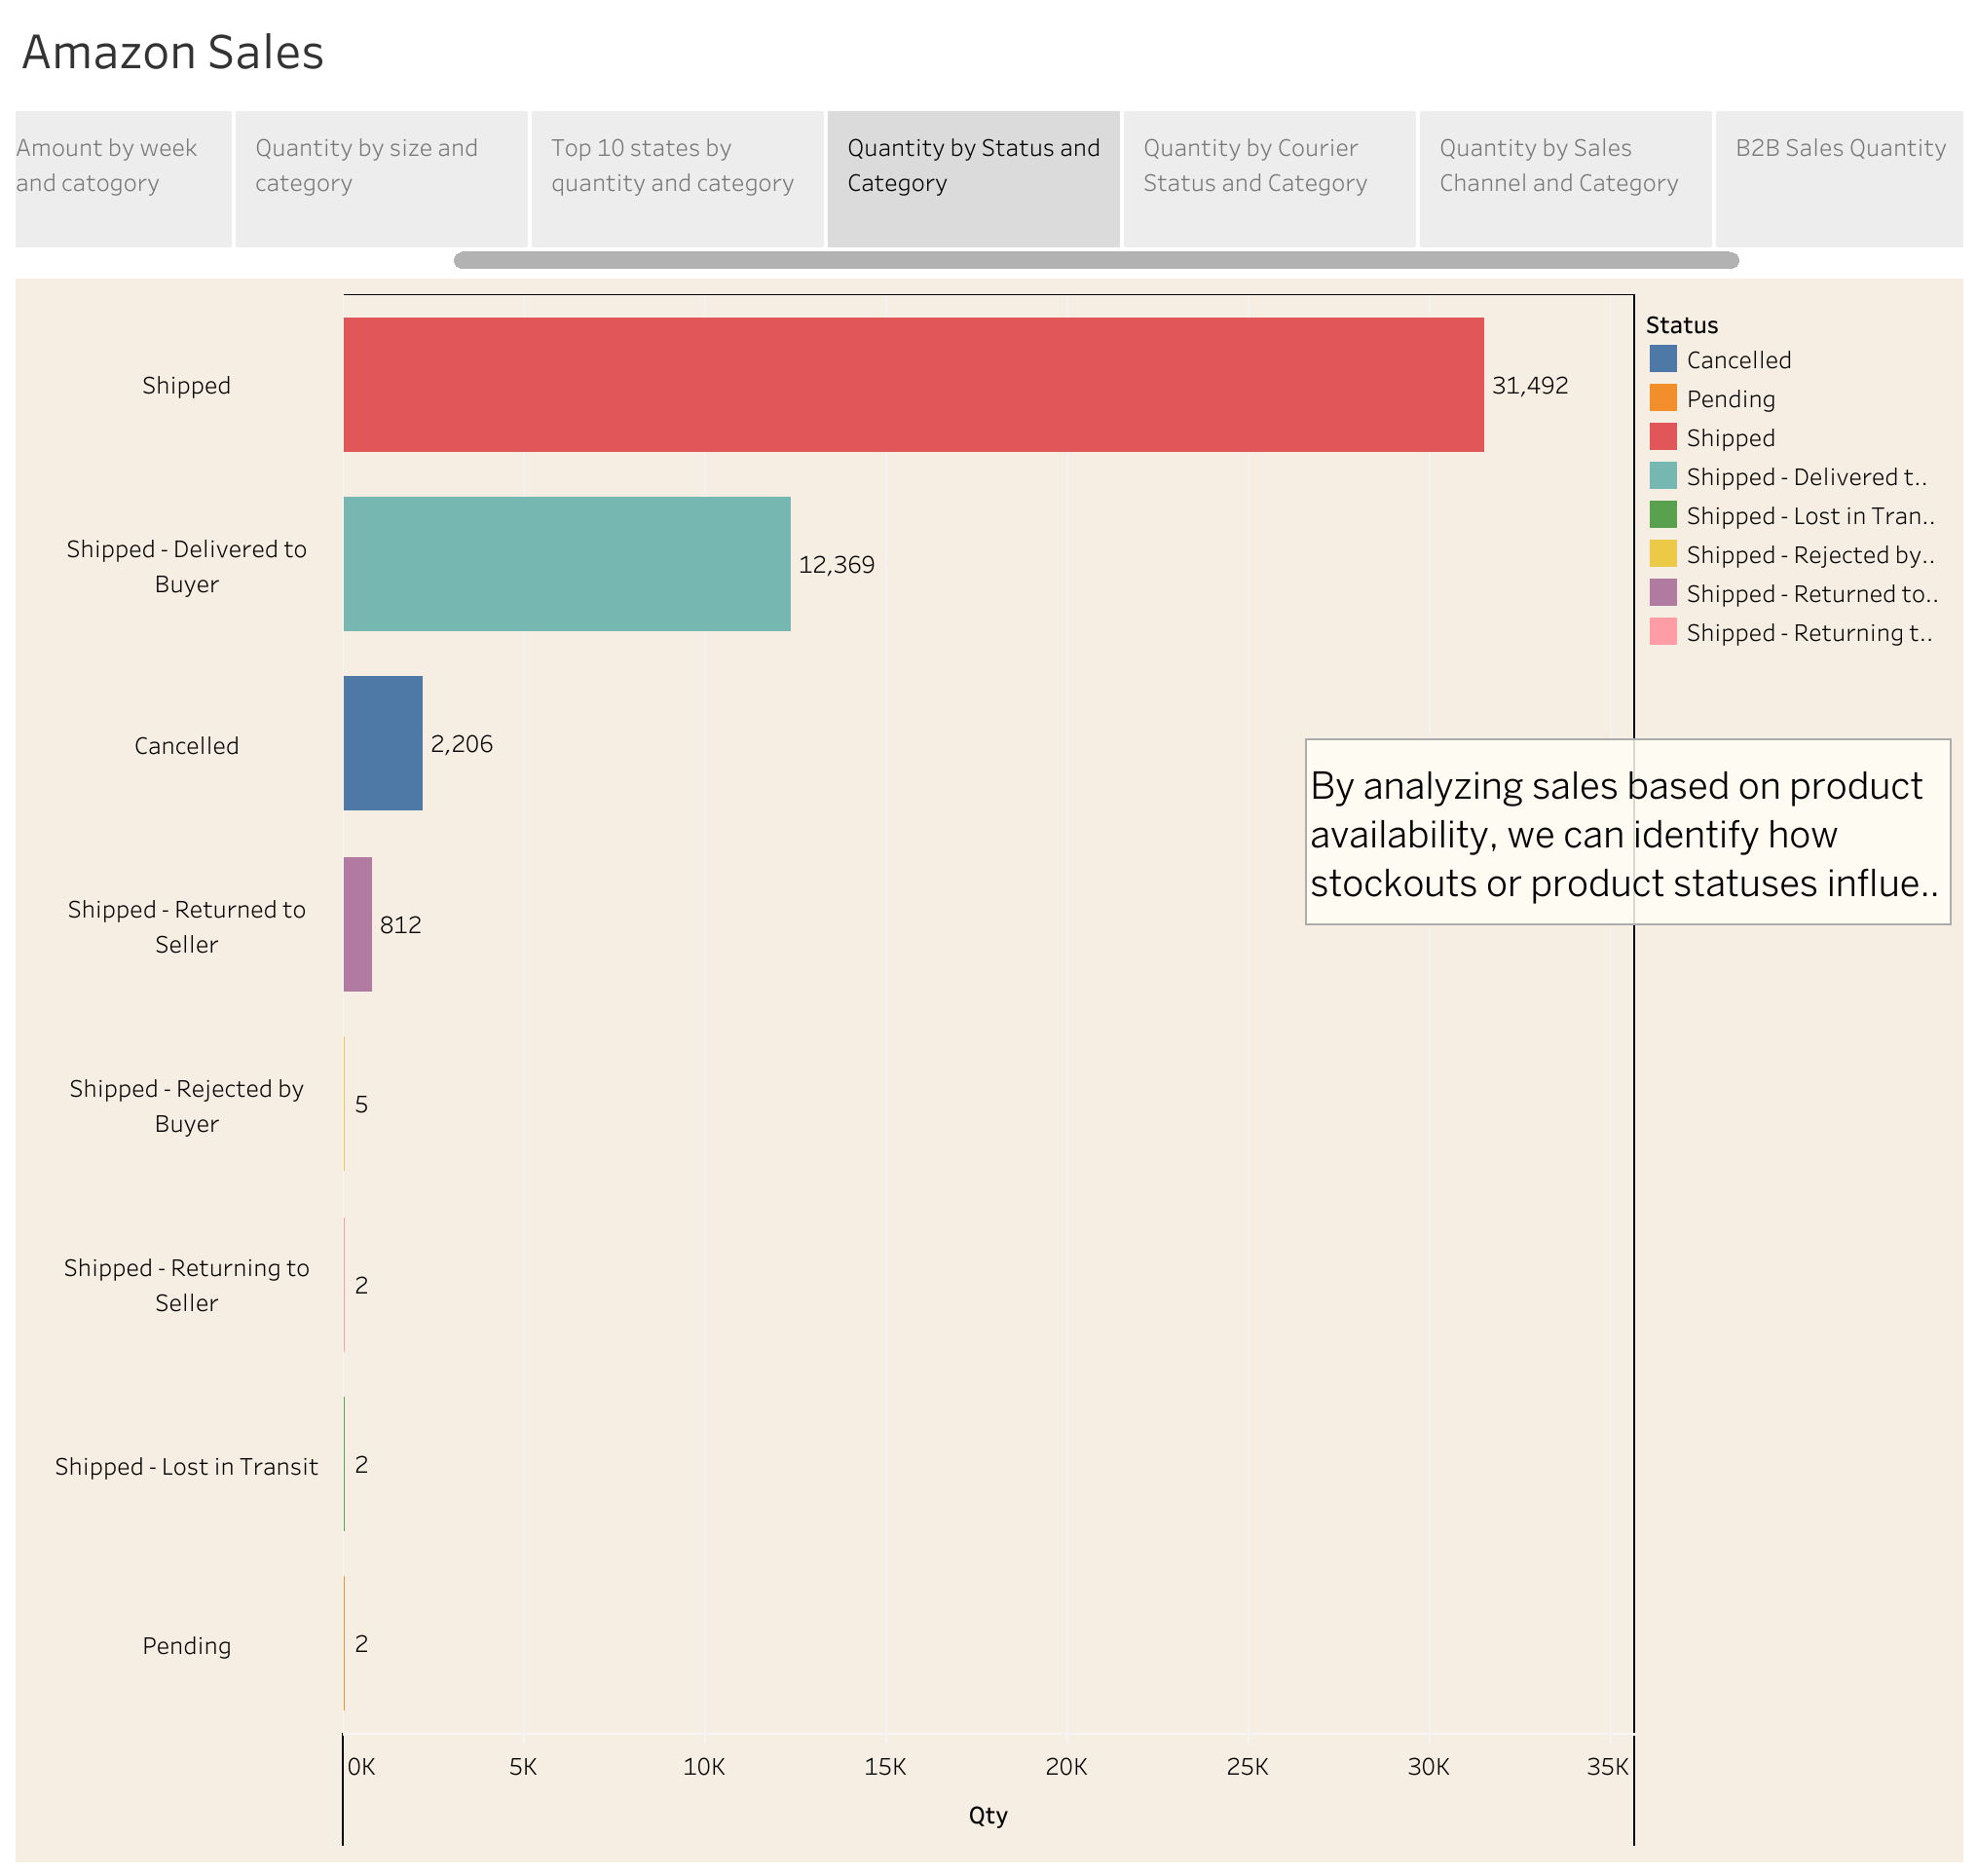 Amazon Sales
Amount by week
and catogory
Quantity by size and
category
Top 10 states by
quantity and category
Quantity by Status and
Category
Quantity by Courier
Status and Category
Quantity by Sales
Channel and Category
B2B Sales Quantity
Shipped
31,492
Shipped - Delivered to
Buyer
12,369
Cancelled
2,206
Shipped - Returned to
Seller
812
Shipped - Rejected by
Buyer
5
Shipped - Returning to
Seller
2
Shipped - Lost in Transit
2
Pending
2
0K 5K 10K 15K 20K 25K 30K 35K
Qty
Status
Cancelled
Pending
Shipped
Shipped - Delivered t..
Shipped - Lost in Tran..
Shipped - Rejected by..
Shipped - Returned to..
Shipped - Returning t..
By analyzing sales based on product
availability, we can identify how
stockouts or product statuses influe..